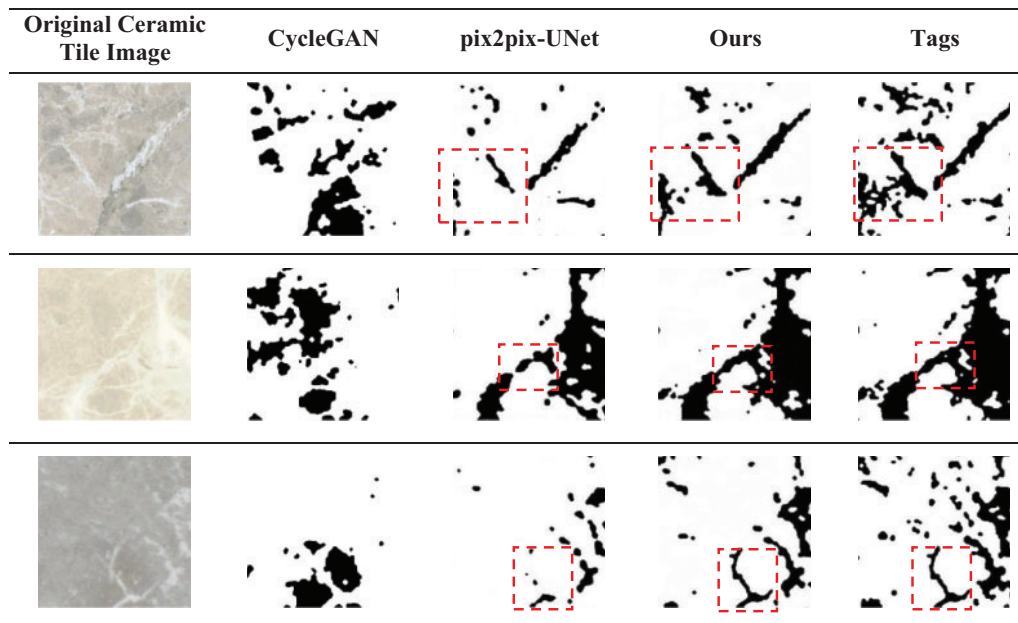 Original Ceramic
Tile Image
CycleGAN
pix2pix-UNet
Ours
Tags